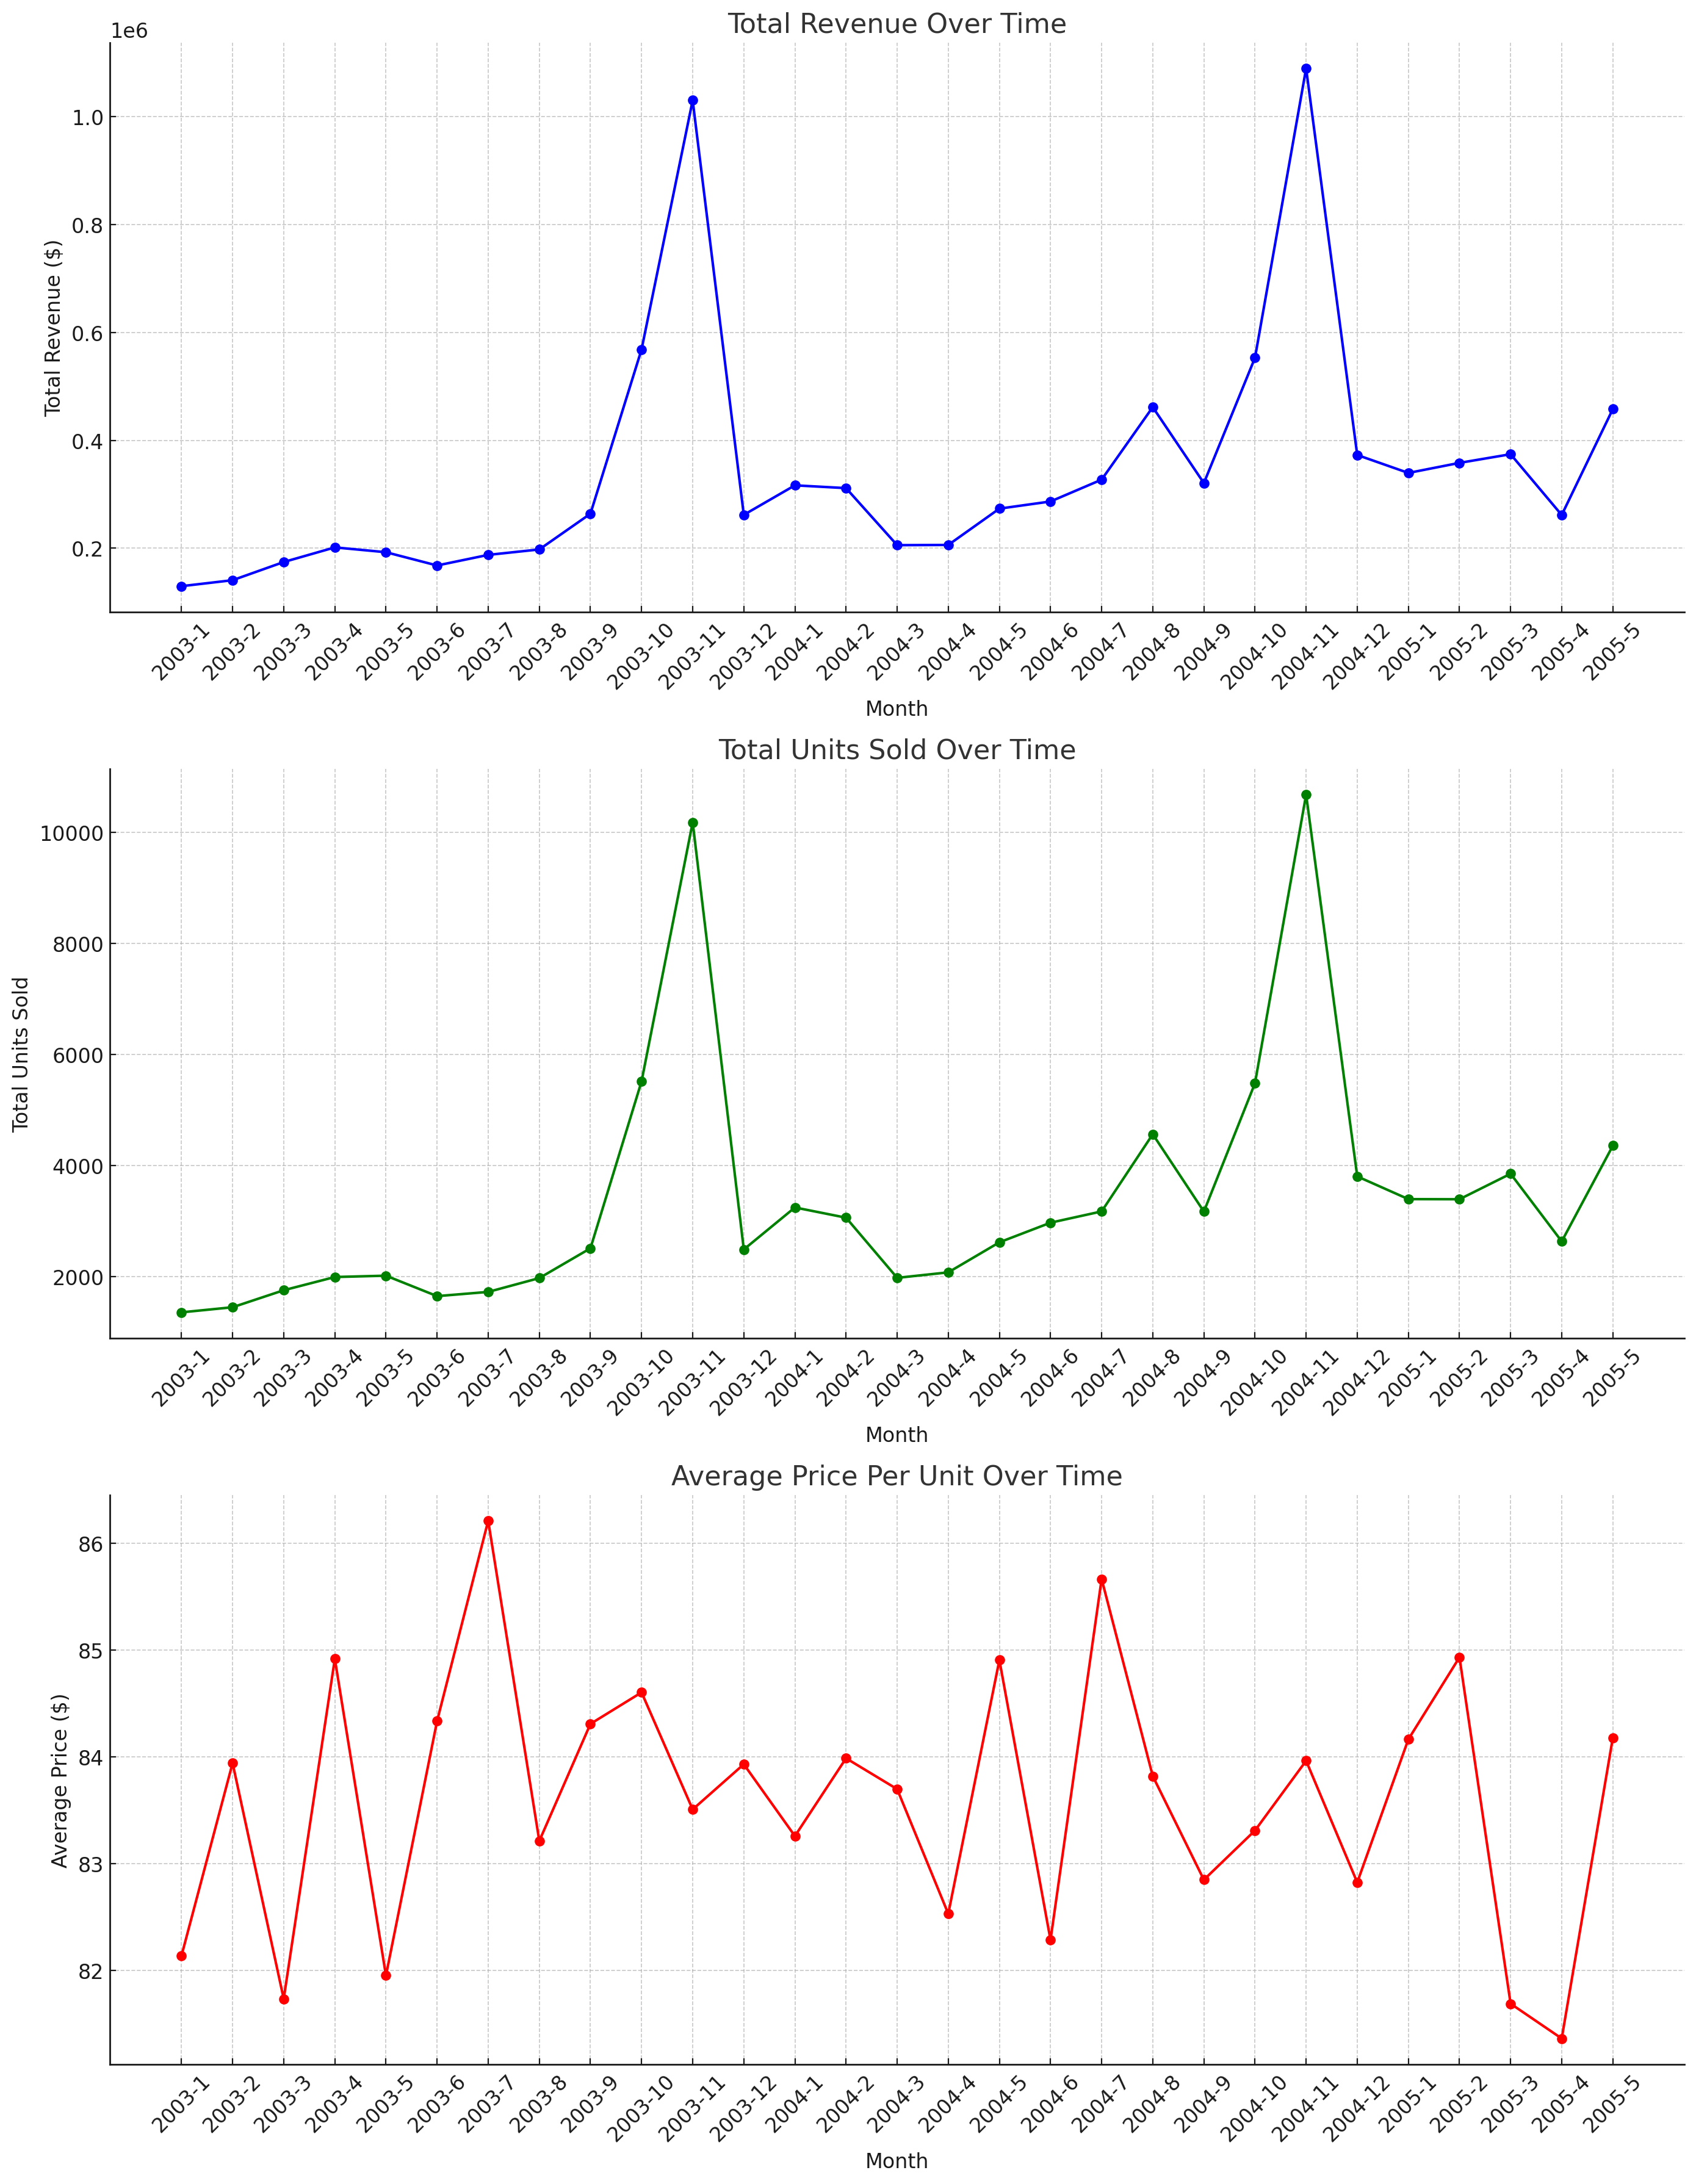 Total Revenue Over Time
1e6
1.0
0.8
0.6
0.4
0.2
Total Revenue ($)
2003-1 2003-2 2003-3 2003-4 2003-5 2003-6 2003-7 2003-8 2003-9 2003-10 2003-11 2003-12 2004-1 2004-2 2004-3 2004-4 2004-5 2004-6 2004-7 2004-8 2004-9 2004-10 2004-11 2004-12 2005-1 2005-2 2005-3 2005-4 2005-5
Month
Total Units Sold Over Time
10000
8000
6000
4000
2000
Total Units Sold
2003-1 2003-2 2003-3 2003-4 2003-5 2003-6 2003-7 2003-8 2003-9 2003-10 2003-11 2003-12 2004-1 2004-2 2004-3 2004-4 2004-5 2004-6 2004-7 2004-8 2004-9 2004-10 2004-11 2004-12 2005-1 2005-2 2005-3 2005-4 2005-5
Month
Average Price Per Unit Over Time
86
85
84
83
82
Average Price ($)
2003-1 2003-2 2003-3 2003-4 2003-5 2003-6 2003-7 2003-8 2003-9 2003-10 2003-11 2003-12 2004-1 2004-2 2004-3 2004-4 2004-5 2004-6 2004-7 2004-8 2004-9 2004-10 2004-11 2004-12 2005-1 2005-2 2005-3 2005-4 2005-5
Month